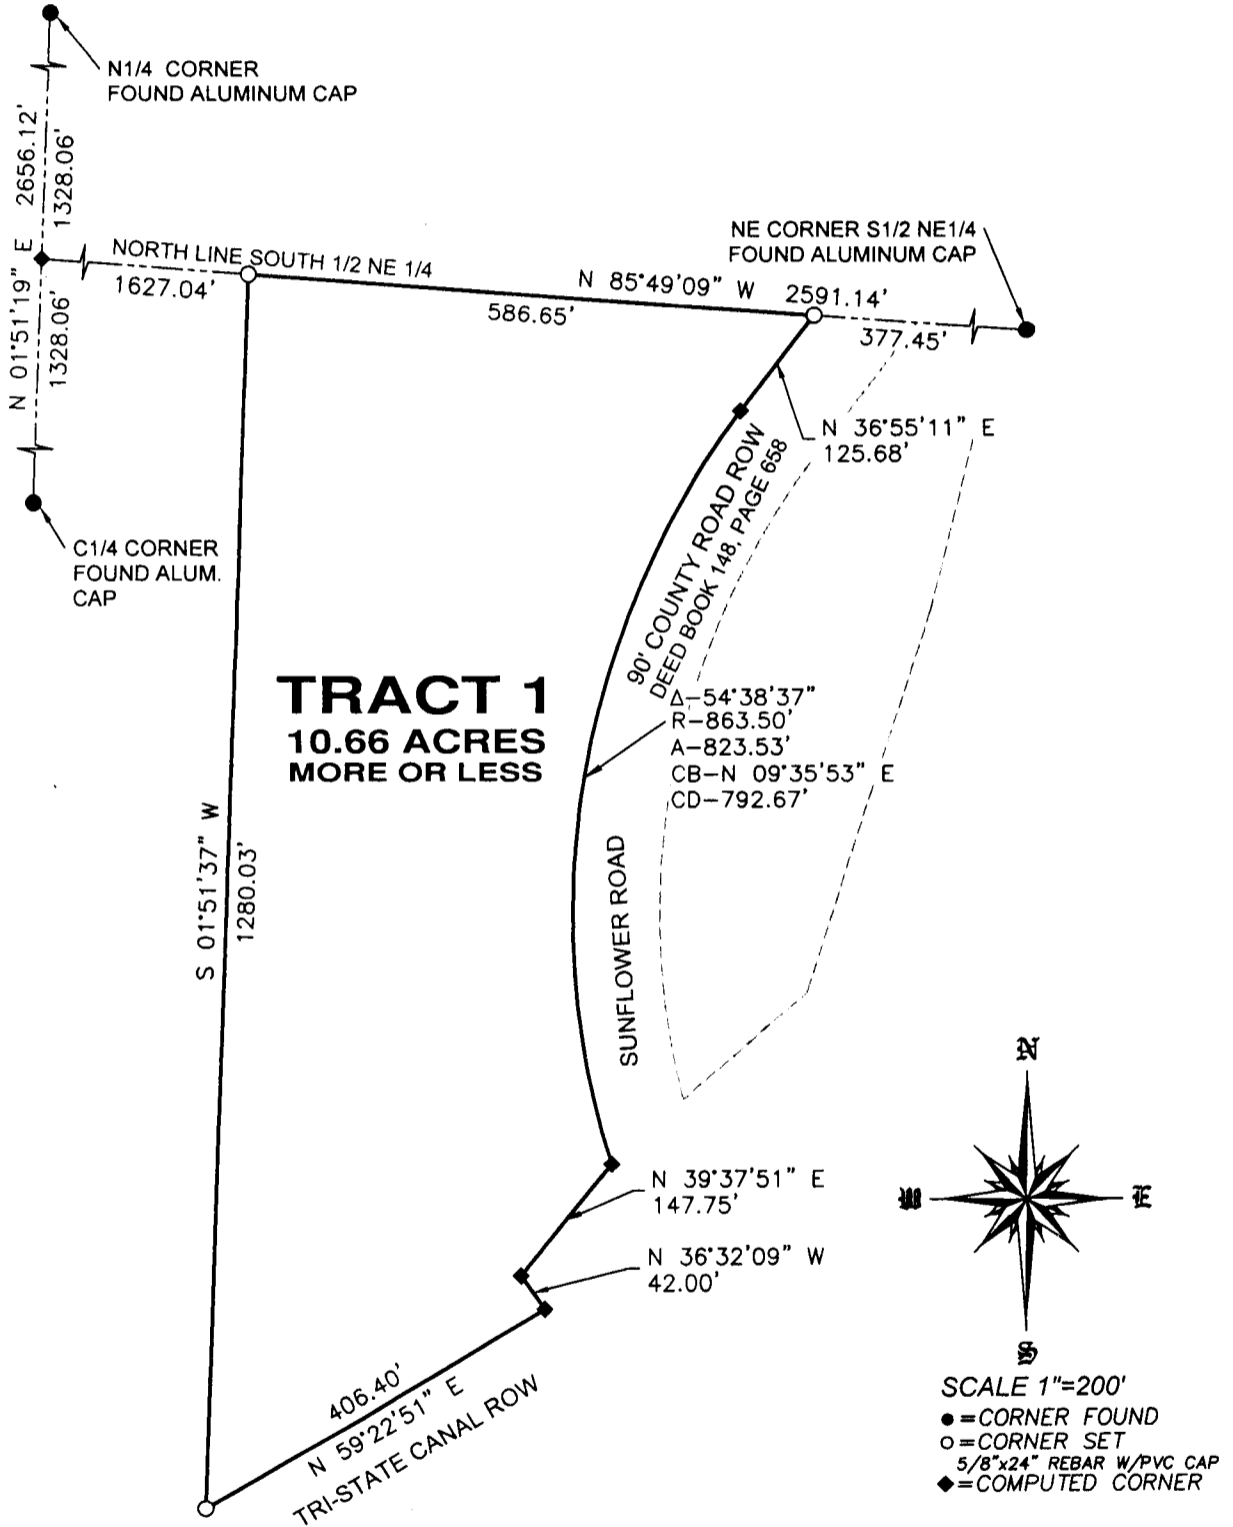 N1/4 CORNER
FOUND ALUMINUM CAP
N 01°51'19" E 2656.12'
1328.06'
1328.06'
NORTH LINE SOUTH 1/2 NE 1/4
1627.04'
N 85°49'09" W 2591.14'
586.65'
377.45'
NE CORNER S1/2 NE1/4
FOUND ALUMINUM CAP
N 36°55'11" E
125.68'
C1/4 CORNER
FOUND ALUM.
CAP
90' COUNTY ROAD ROW
DEED BOOK 148, PAGE 658
TRACT 1
10.66 ACRES
MORE OR LESS
Δ-54°38'37"
R-863.50'
A-823.53'
CB-N 09°35'53" E
CD-792.67'
S 01°51'37" W
1280.03'
SUNFLOWER ROAD
N 39°37'51" E
147.75'
N 36°32'09" W
42.00'
406.40'
N 59°22'51" E
TRI-STATE CANAL ROW
N
W
E
S
SCALE 1"=200'
=CORNER FOUND
=CORNER SET
5/8"x24" REBAR W/PVC CAP
=COMPUTED CORNER